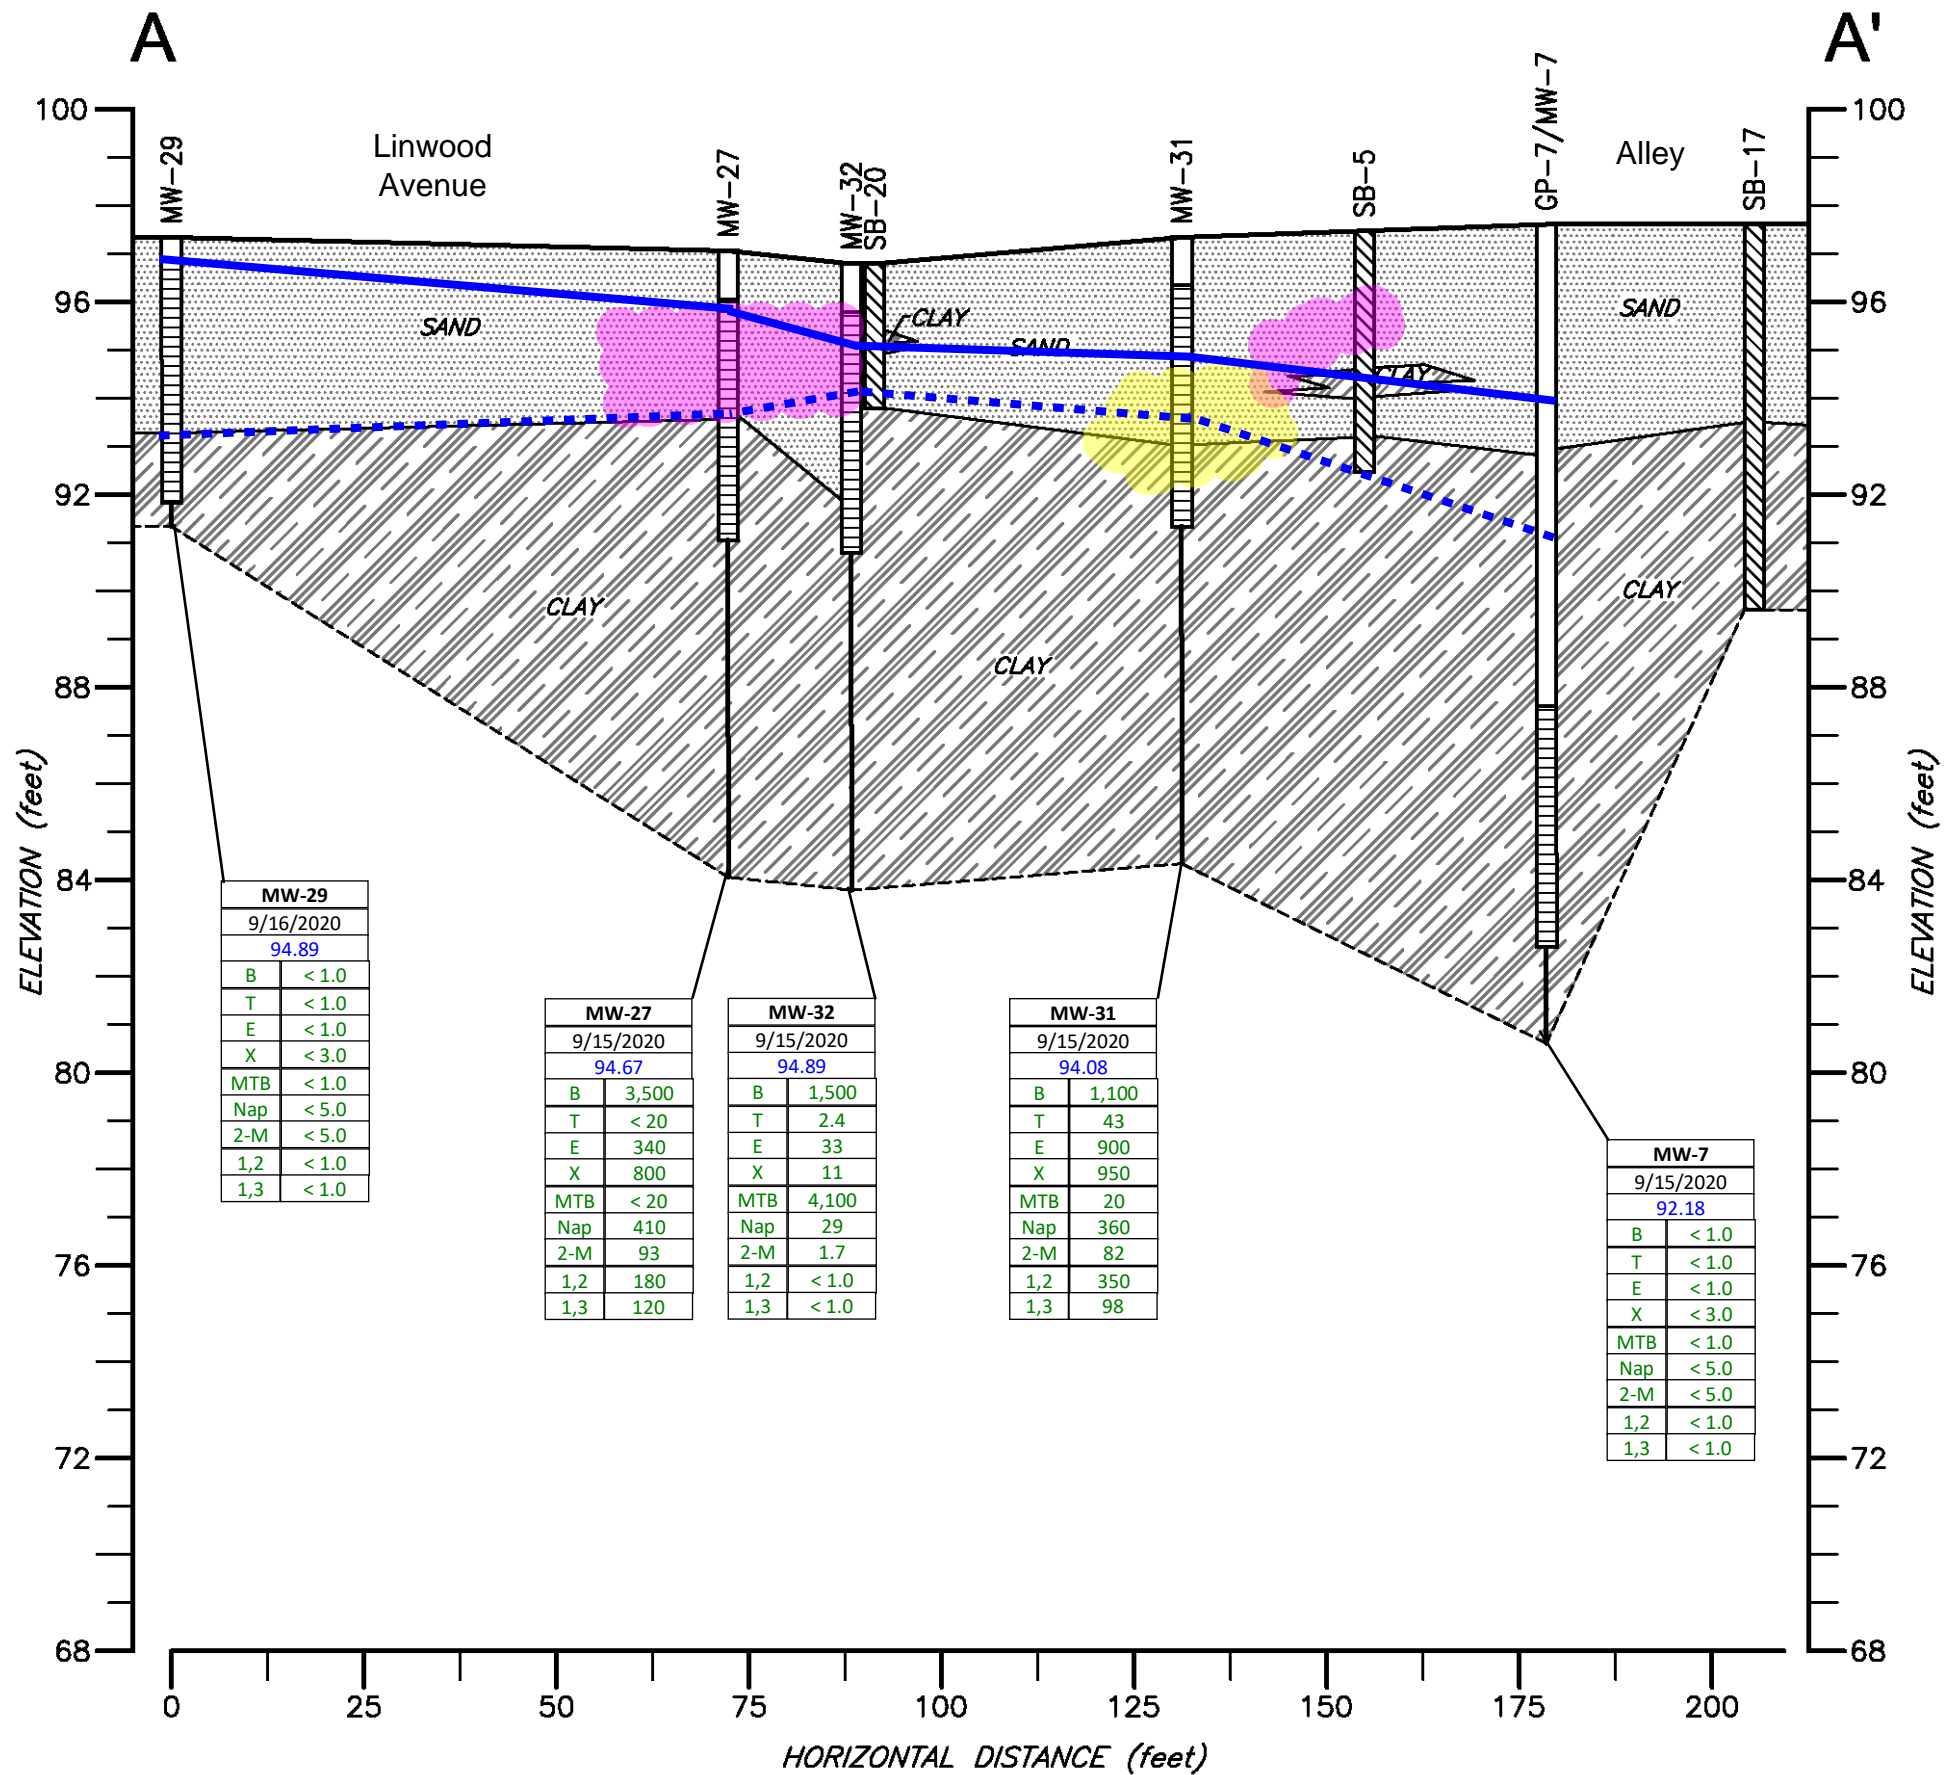 A A'
MW-29
Linwood
Avenue
MW-27
MW-32
SB-20
MW-31
SB-5
GP-7/MW-7
Alley
SB-17
100 100
96 96
92 92
88 88
84 84
80 80
76 76
72 72
68 68
ELEVATION (feet)
ELEVATION (feet)
SAND
CLAY
SAND
CLAY
SAND
CLAY
CLAY
CLAY
MW-29
9/16/2020
94.89
B < 1.0
T < 1.0
E < 1.0
X < 3.0
MTB < 1.0
Nap < 5.0
2-M < 5.0
1,2 < 1.0
1,3 < 1.0
MW-27
9/15/2020
94.67
B 3,500
T < 20
E 340
X 800
MTB < 20
Nap 410
2-M 93
1,2 180
1,3 120
MW-32
9/15/2020
94.89
B 1,500
T 2.4
E 33
X 11
MTB 4,100
Nap 29
2-M 1.7
1,2 < 1.0
1,3 < 1.0
MW-31
9/15/2020
94.08
B 1,100
T 43
E 900
X 950
MTB 20
Nap 360
2-M 82
1,2 350
1,3 98
MW-7
9/15/2020
92.18
B < 1.0
T < 1.0
E < 1.0
X < 3.0
MTB < 1.0
Nap < 5.0
2-M < 5.0
1,2 < 1.0
1,3 < 1.0
0 25 50 75 100 125 150 175 200
HORIZONTAL DISTANCE (feet)